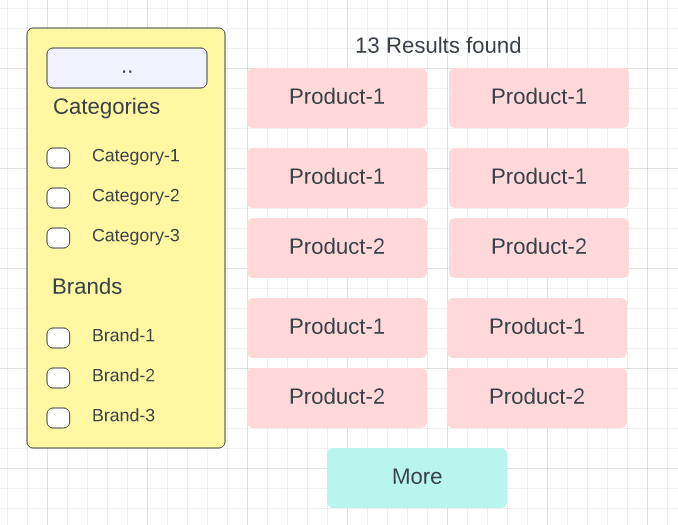 ..
Categories
Category-1
Category-2
Category-3
Brands
Brand-1
Brand-2
Brand-3
13 Results found
Product-1 Product-1
Product-1 Product-1
Product-2 Product-2
Product-1 Product-1
Product-2 Product-2
More